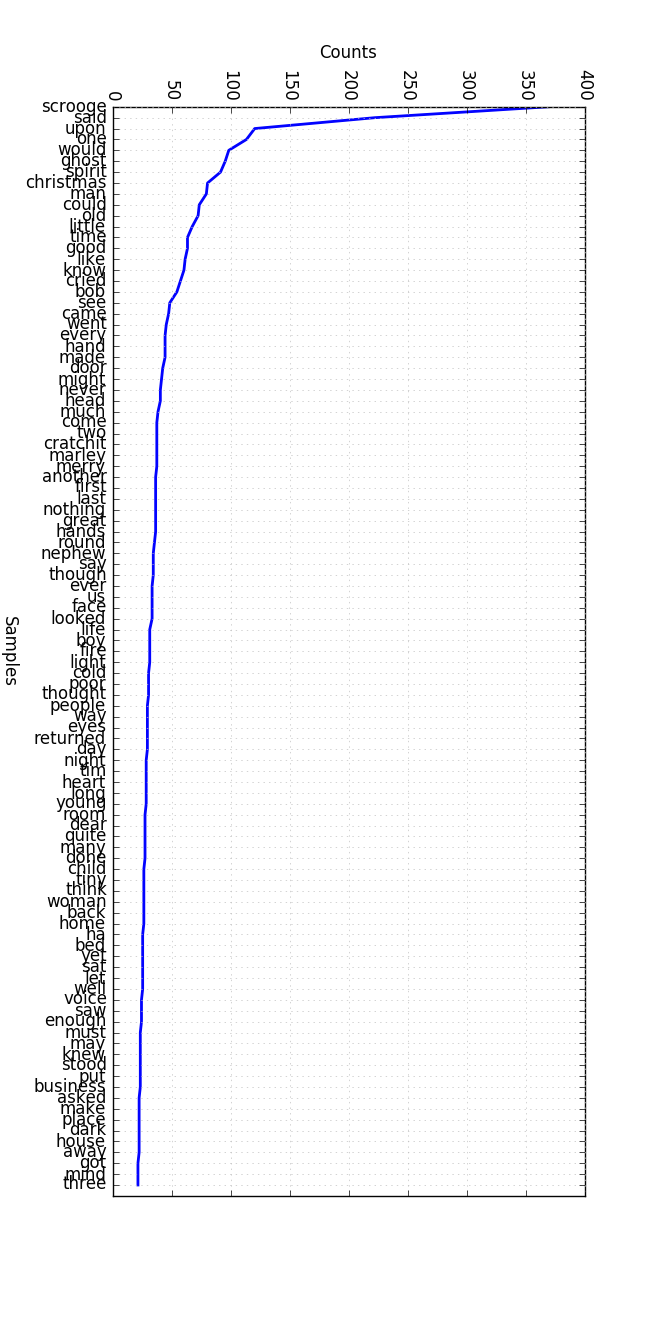 Counts
0 50 100 150 200 250 300 350 400
scrooge
said
upon
one
would
ghost
spirit
christmas
man
could
old
little
time
good
like
know
cried
bob
see
came
went
every
hand
made
door
might
never
head
much
come
two
cratchit
marley
merry
another
first
last
nothing
great
hands
round
nephew
say
though
ever
us
face
looked
life
boy
fire
light
cold
poor
thought
people
way
eyes
returned
day
night
tim
heart
long
young
room
dear
quite
many
done
child
tiny
think
woman
back
home
ha
bed
yet
sat
let
well
voice
saw
enough
must
may
knew
stood
put
business
asked
make
place
dark
house
away
got
mind
three
Samples